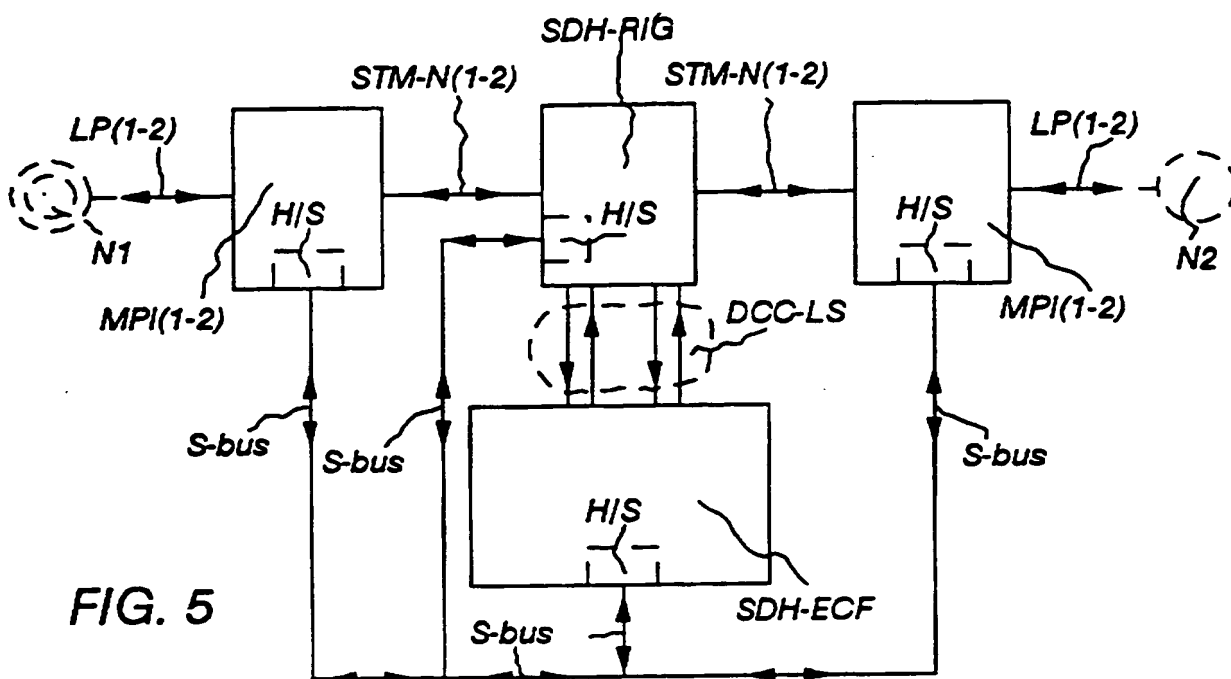 SDH-RIG
STM-N(1-2)
STM-N(1-2)
LP(1-2)
LP(1-2)
H/S
H/S
H/S
N1
N2
MPI(1-2)
MPI(1-2)
DCC-LS
S-bus
S-bus
S-bus
H/S
SDH-ECF
FIG. 5
S-bus